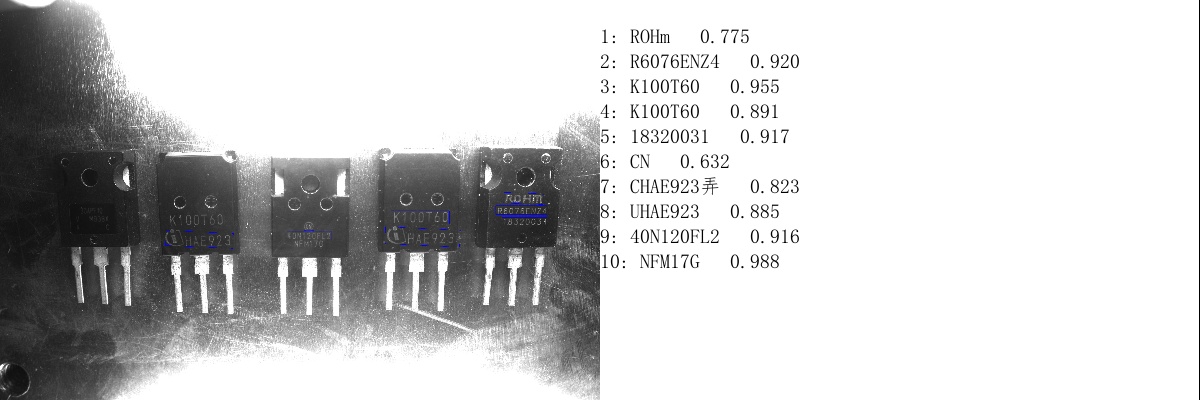 K100T60
HAE923
40N120FL2
NFM17G
K100T60
HAE923
ROHM
R6076ENZ4
18320031
1: ROHm 0.775
2: R6076ENZ4 0.920
3: K100T60 0.955
4: K100T60 0.891
5: 18320031 0.917
6: CN 0.632
7: CHAE923弄 0.823
8: UHAE923 0.885
9: 40N120FL2 0.916
10: NFM17G 0.988